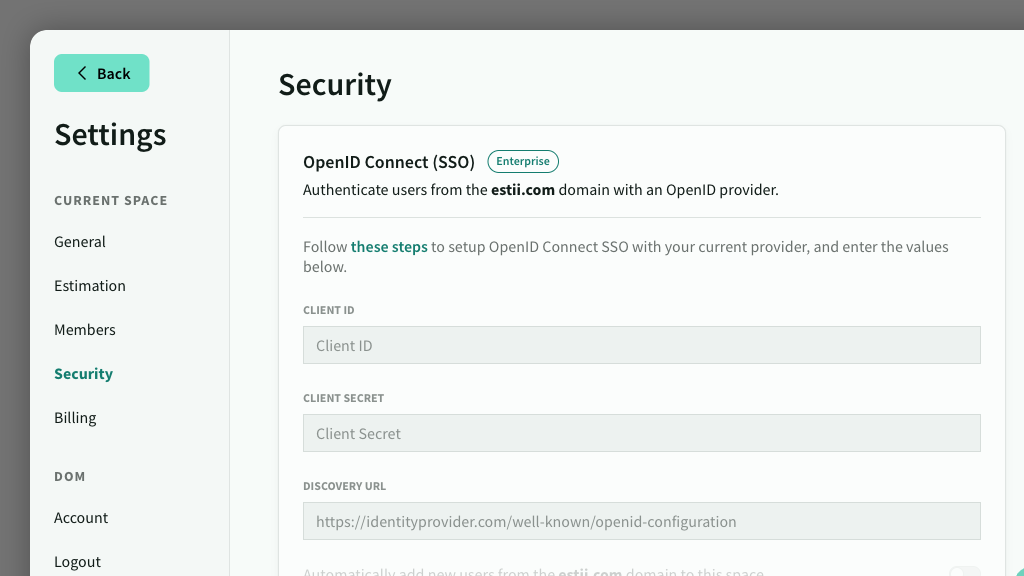 Back
Settings
CURRENT SPACE
General
Estimation
Members
Security
Billing
DOM
Account
Logout
Security
OpenID Connect (SSO) Enterprise
Authenticate users from the estii.com domain with an OpenID provider.
Follow these steps to setup OpenID Connect SSO with your current provider, and enter the values
below.
CLIENT ID
Client ID
CLIENT SECRET
Client Secret
DISCOVERY URL
https://identityprovider.com/well-known/openid-configuration
Automatically add new users from the estii.com domain to this space